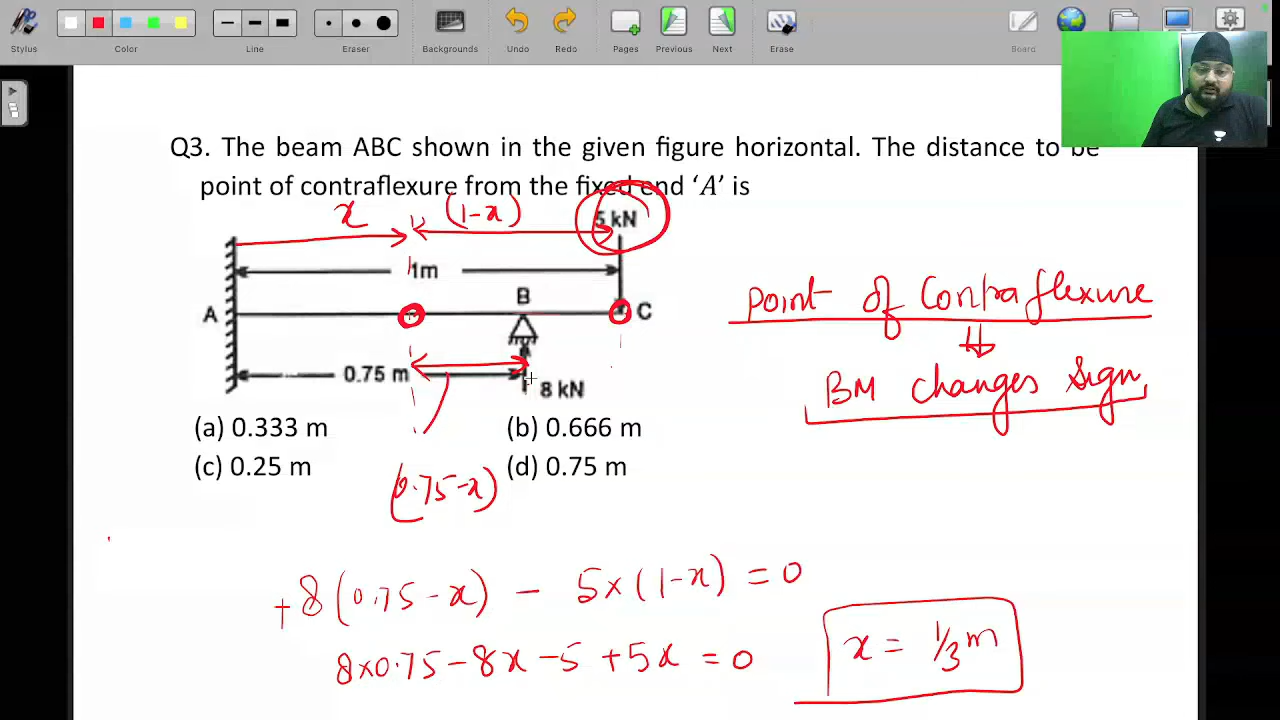 Stylus
Color
Line
Eraser
Backgrounds
Undo
Redo
Pages
Previous
Next
Erase
Board
Q3. The beam ABC shown in the given figure horizontal. The distance to be
point of contraflexure from the fixed end ‘A’ is
x
(1-x)
5 kN
1m
A
B
C
0.75 m
8 kN
(a) 0.333 m
(b) 0.666 m
(c) 0.25 m
(d) 0.75 m
(0.75-x)
Point of Contraflexure
BM changes sign
+8(0.75-x) - 5×(1-x) = 0
8×0.75-8x-5+5x = 0
x = 1/3 m